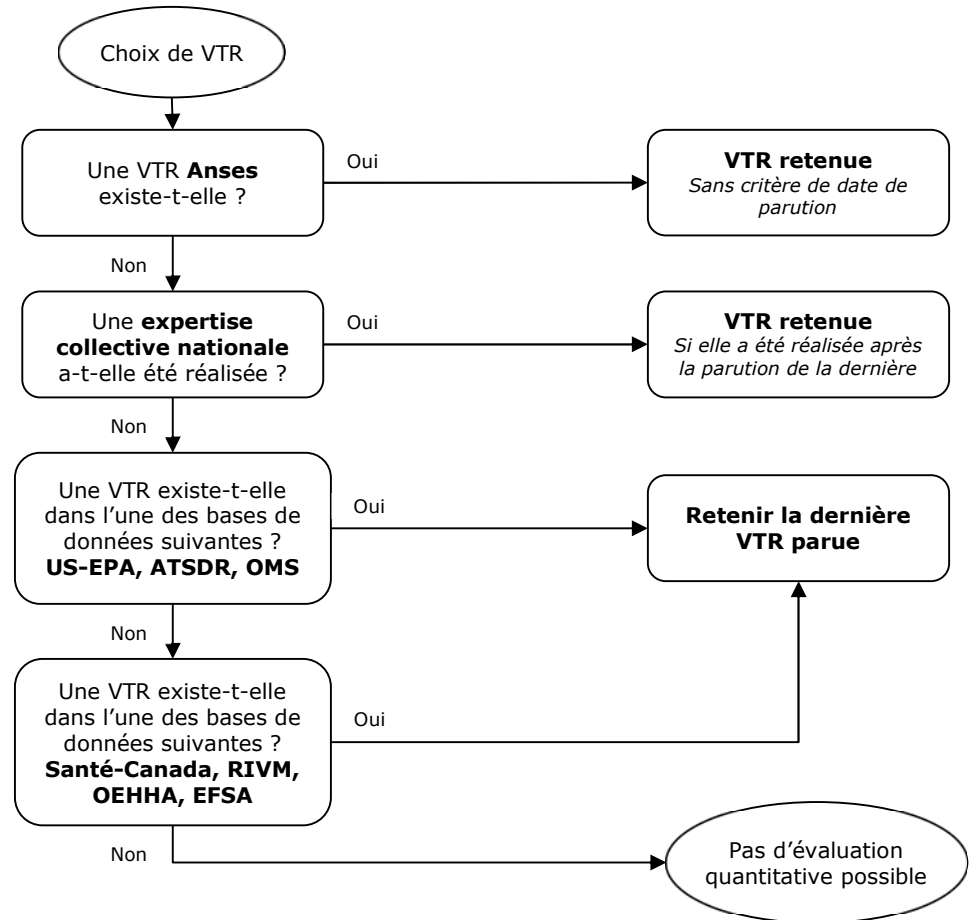 Choix de VTR
Une VTR Anses
existe-t-elle ?
Oui
VTR retenue
Sans critère de date de
parution
Non
Une expertise
collective nationale
a-t-elle été réalisée ?
Oui
VTR retenue
Si elle a été réalisée après
la parution de la dernière
Non
Une VTR existe-t-elle
dans l’une des bases de
données suivantes ?
US-EPA, ATSDR, OMS
Oui
Retenir la dernière
VTR parue
Non
Une VTR existe-t-elle
dans l’une des bases de
données suivantes ?
Santé-Canada, RIVM,
OEHHA, EFSA
Oui
Non
Pas d’évaluation
quantitative possible